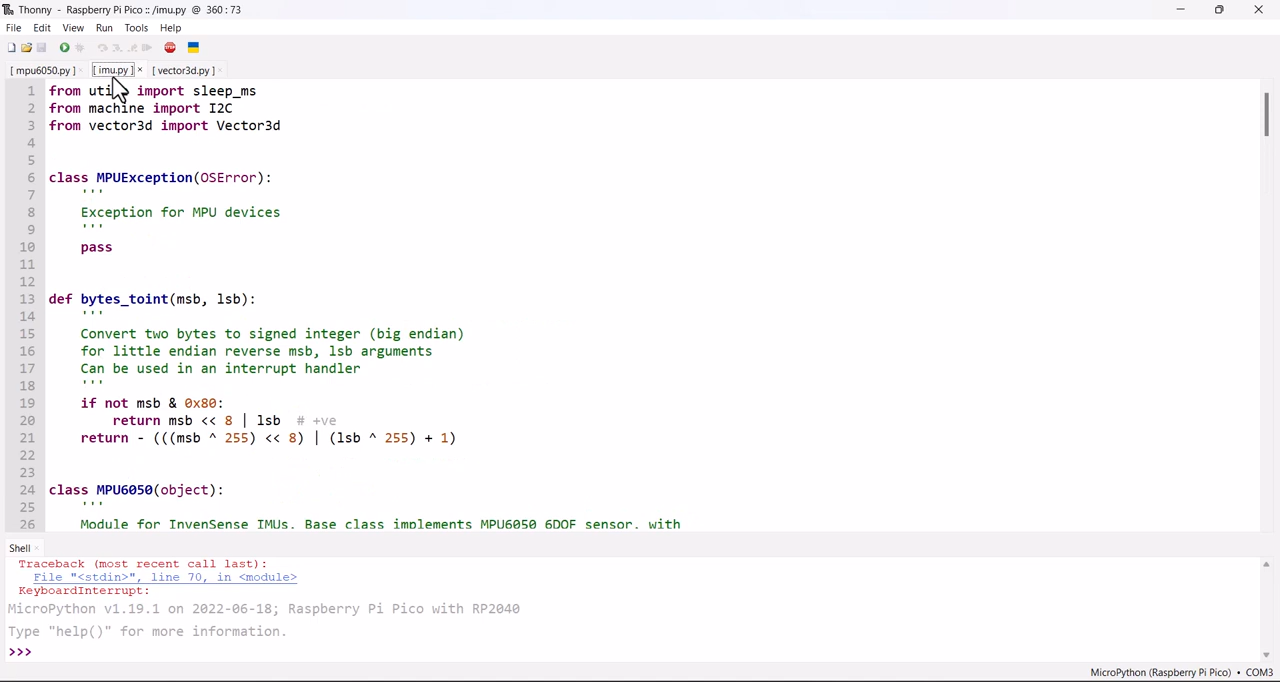 Thonny - Raspberry Pi Pico :: /imu.py @ 360 : 73
File Edit View Run Tools Help
STOP
[ mpu6050.py ] × [ imu.py ] × [ vector3d.py ] ×
1 from import sleep_ms
2 from machine import I2C
3 from vector3d import Vector3d
4
5
6 class MPUException(OSError):
7 '''
8 Exception for MPU devices
9 '''
10 pass
11
12
13 def bytes_toint(msb, lsb):
14 '''
15 Convert two bytes to signed integer (big endian)
16 for little endian reverse msb, lsb arguments
17 Can be used in an interrupt handler
18 '''
19 if not msb & 0x80:
20 return msb << 8 | lsb # +ve
21 return - (((msb ^ 255) << 8) | (lsb ^ 255) + 1)
22
23
24 class MPU6050(object):
25 '''
26 Module for InvenSense IMUs. Base class implements MPU6050 6DOF sensor, with
Shell ×
Traceback (most recent call last):
File "<stdin>", line 70, in <module>
KeyboardInterrupt:
MicroPython v1.19.1 on 2022-06-18; Raspberry Pi Pico with RP2040
Type "help()" for more information.
>>>
MicroPython (Raspberry Pi Pico) • COM3